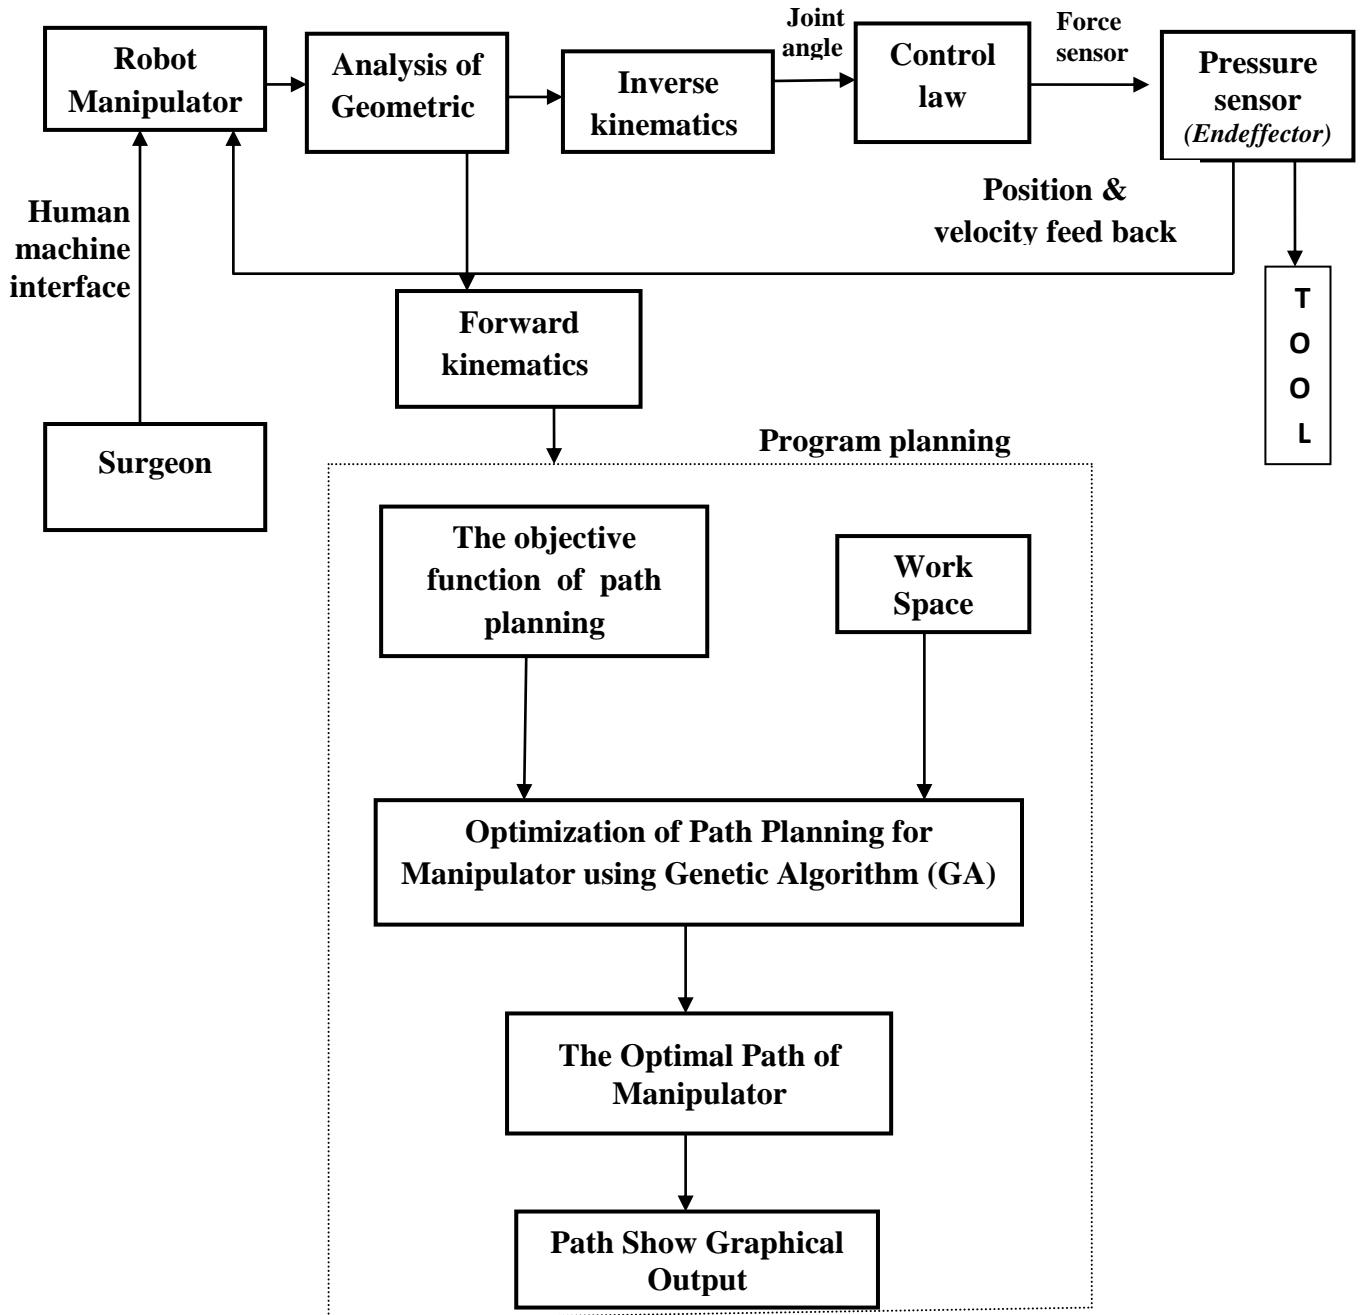 Robot
Manipulator
Analysis of
Geometric
Inverse
kinematics
Joint
angle
Control
law
Force
sensor
Pressure
sensor
(Endeffector)
Human
machine
interface
Position &
velocity feed back
T
O
O
L
Forward
kinematics
Surgeon
Program planning
The objective
function of path
planning
Work
Space
Optimization of Path Planning for
Manipulator using Genetic Algorithm (GA)
The Optimal Path of
Manipulator
Path Show Graphical
Output